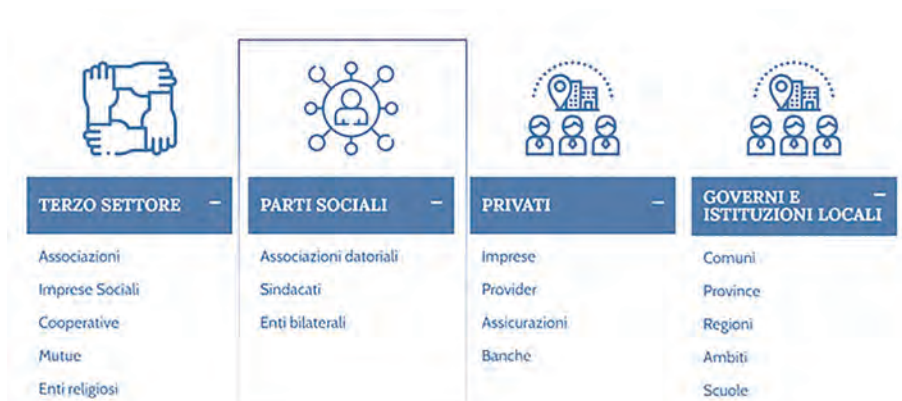 TERZO SETTORE –
Associazioni
Imprese Sociali
Cooperative
Mutue
Enti religiosi
PARTI SOCIALI –
Associazioni datoriali
Sindacati
Enti bilaterali
PRIVATI –
Imprese
Provider
Assicurazioni
Banche
GOVERNI E –
ISTITUZIONI LOCALI
Comuni
Province
Regioni
Ambiti
Scuole